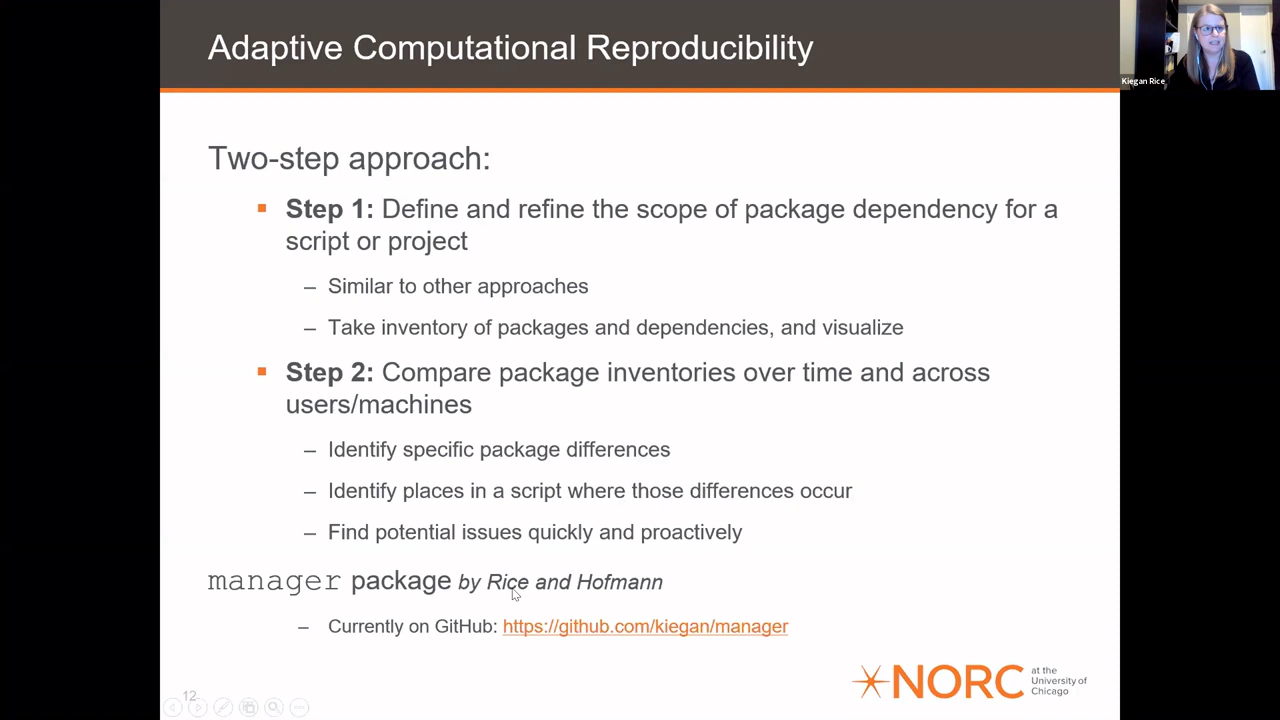 Adaptive Computational Reproducibility
Kiegan Rice
Two-step approach:
▪ Step 1: Define and refine the scope of package dependency for a
script or project
– Similar to other approaches
– Take inventory of packages and dependencies, and visualize
▪ Step 2: Compare package inventories over time and across
users/machines
– Identify specific package differences
– Identify places in a script where those differences occur
– Find potential issues quickly and proactively
manager package by Rice and Hofmann
– Currently on GitHub: https://github.com/kiegan/manager
NORC
at the
University of
Chicago
12